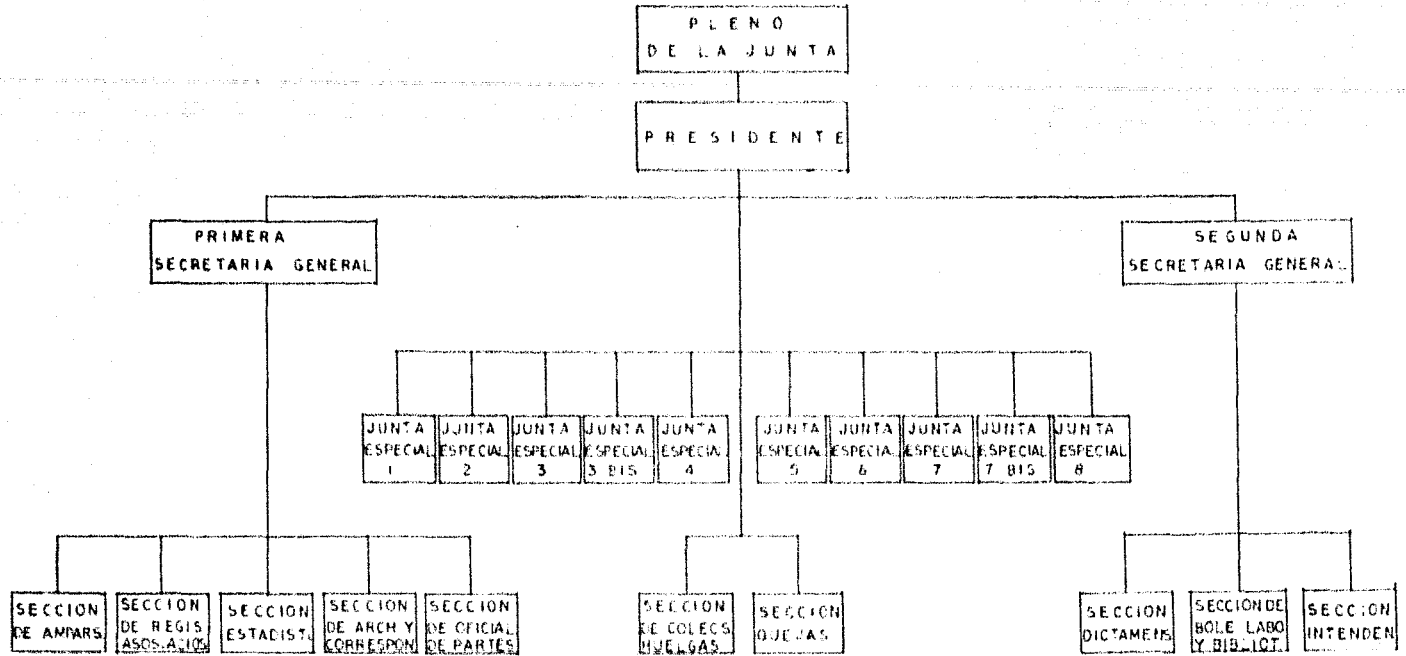 PLENO
DE LA JUNTA
PRESIDENTE
PRIMERA
SECRETARIA GENERAL
SEGUNDA
SECRETARIA GENERAL
JUNTA
ESPECIAL
1
JUNTA
ESPECIAL
2
JUNTA
ESPECIAL
3
JUNTA
ESPECIAL
3 BIS
JUNTA
ESPECIAL
4
JUNTA
ESPECIAL
5
JUNTA
ESPECIAL
6
JUNTA
ESPECIAL
7
JUNTA
ESPECIAL
7 BIS
JUNTA
ESPECIAL
8
SECCION
DE AMPARS
SECCION
DE REGIS
SECCION
ESTADIST.
SECCION
DE ARCH Y
CORRESPON
SECCION
DE OFICIAL
DE PARTES
SECCION
DE COLECS
HUELGAS
SECCION
QUEJAS
SECCION
DICTAMENS
SECCION DE
BOLE LABO
Y BIBLIOT.
SECCION
INTENDEN